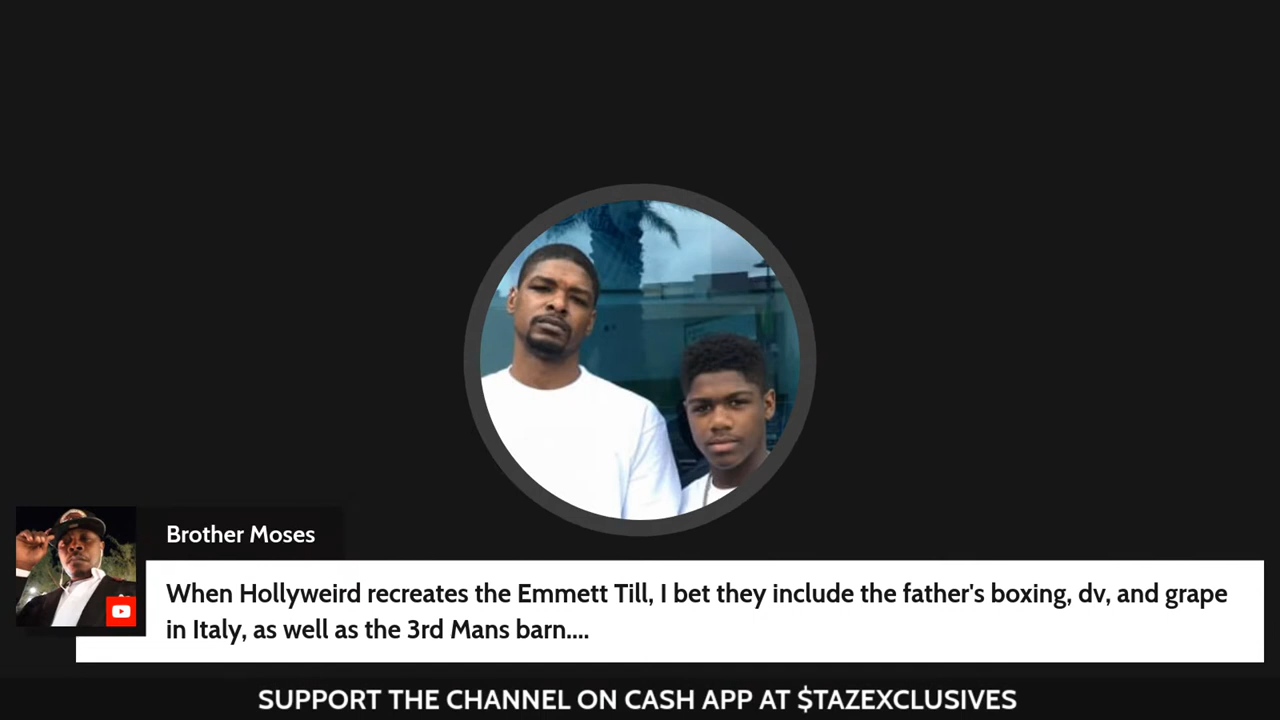 Brother Moses
When Hollyweird recreates the Emmett Till, I bet they include the father's boxing, dv, and grape
in Italy, as well as the 3rd Mans barn....
SUPPORT THE CHANNEL ON CASH APP AT $TAZEXCLUSIVES